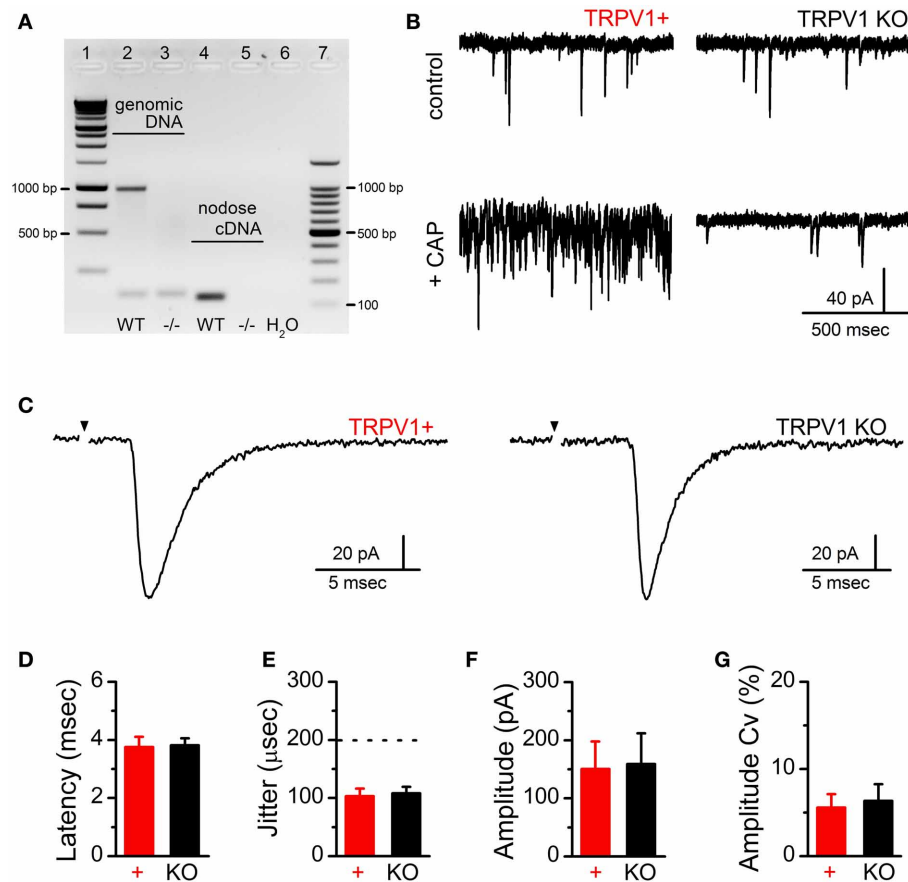 A
1 2 3 4 5 6 7
genomic
DNA
1000 bp
500 bp
nodose
cDNA
1000 bp
500 bp
100
WT -/- WT -/- H₂O
B
TRPV1+ TRPV1 KO
control
+ CAP
40 pA
500 msec
C
TRPV1+
20 pA
5 msec
TRPV1 KO
20 pA
5 msec
D
Latency (msec)
6
4
2
0
+ KO
E
Jitter (μsec)
300
200
100
0
+ KO
F
Amplitude (pA)
300
200
100
0
+ KO
G
Amplitude Cv (%)
20
10
0
+ KO